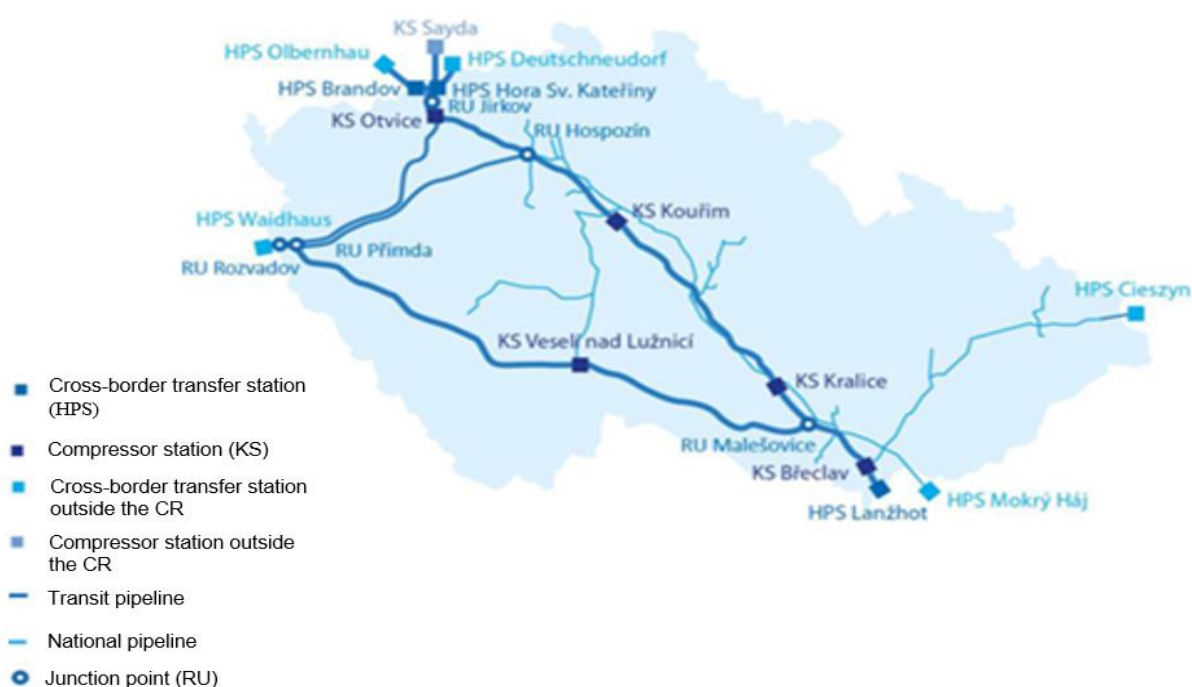 KS Sayda
HPS Olbernhau
HPS Deutschneudorf
HPS Brandov
HPS Hora Sv. Kateřiny
RU Jirkov
KS Otvice
RU Hospozín
KS Kouřim
HPS Waidhaus
RU Přimda
RU Rozvadov
HPS Cieszyn
KS Veselí nad Lužnicí
KS Kralice
RU Malešovice
KS Břeclav
HPS Mokrý Háj
HPS Lanžhot
Cross-border transfer station
(HPS)
Compressor station (KS)
Cross-border transfer station
outside the CR
Compressor station outside
the CR
Transit pipeline
National pipeline
Junction point (RU)